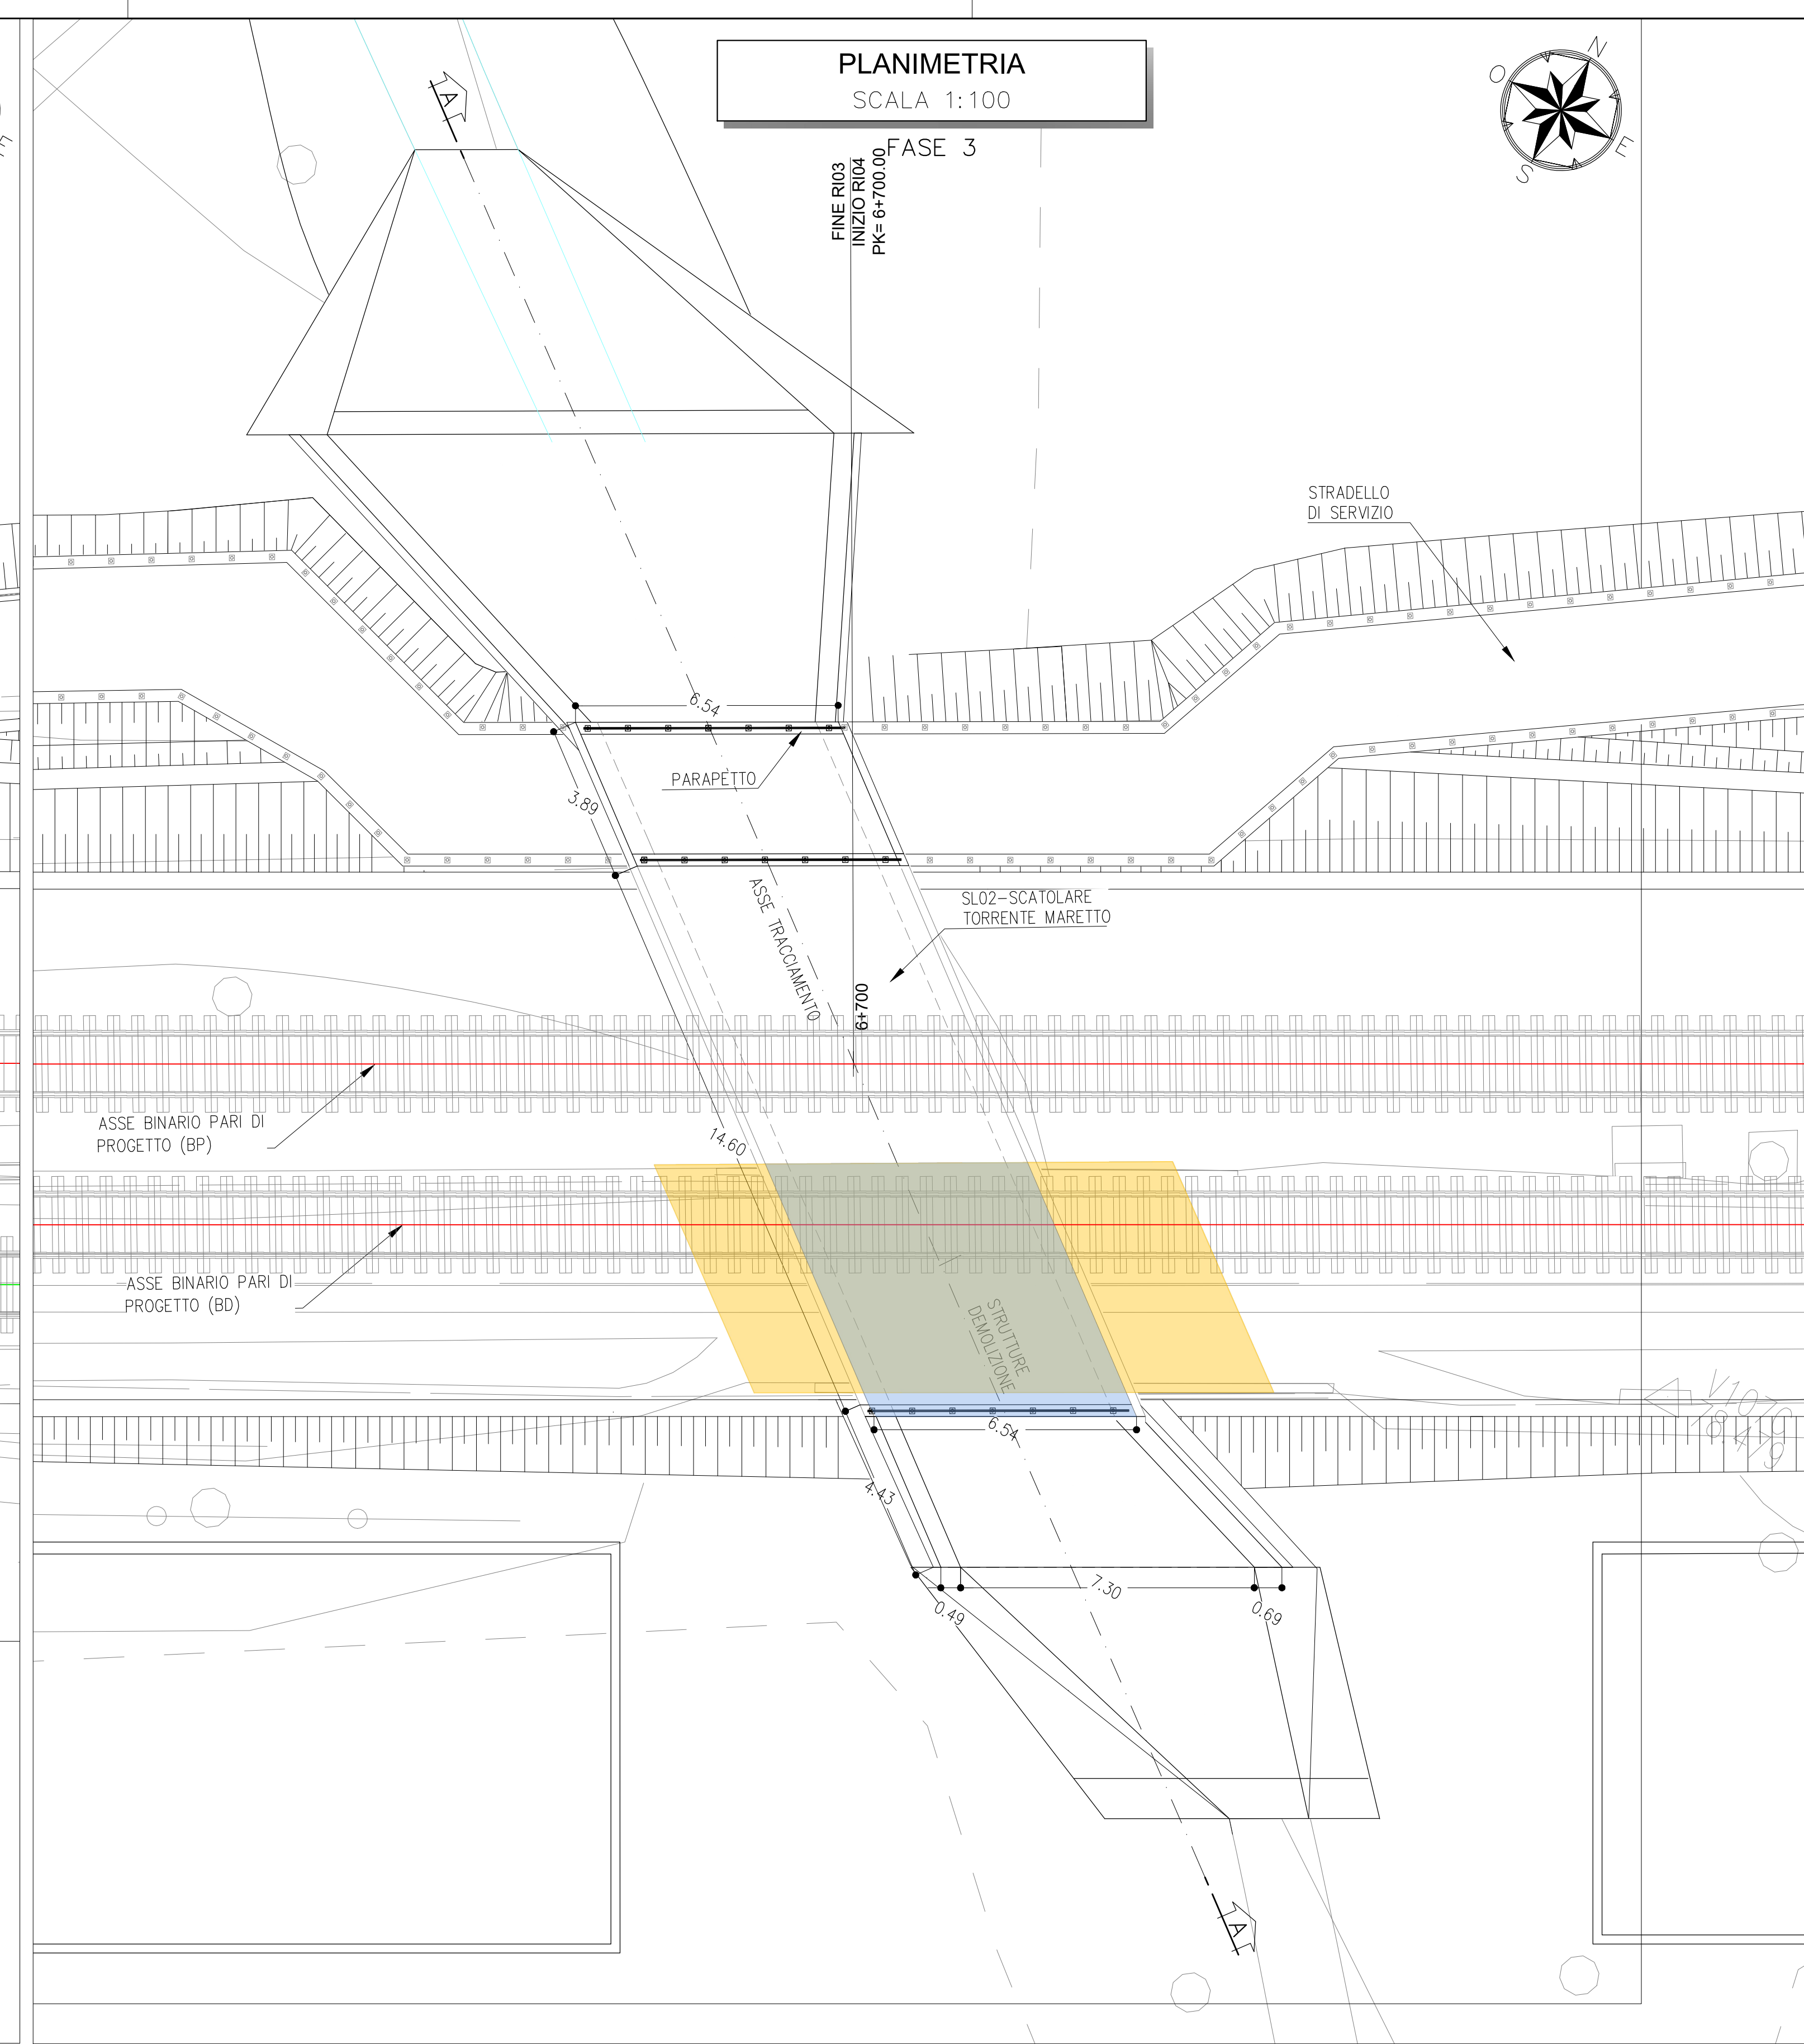 PLANIMETRIA
SCALA 1:100
FASE 3
N
O
E
S
E
A
FINE RI03
INIZIO RI04
PK= 6+700.00
STRADELLO
DI SERVIZIO
6.54
PARAPETTO
3.89
ASSE TRACCIAMENTO
SL02-SCATOLARE
TORRENTE MARETTO
6+700
ASSE BINARIO PARI DI
PROGETTO (BP)
14.60
ASSE BINARIO PARI DI
PROGETTO (BD)
STRUTTURE
DEMOLIZIONE
6.54
4.43
7.30
0.49
0.69
A